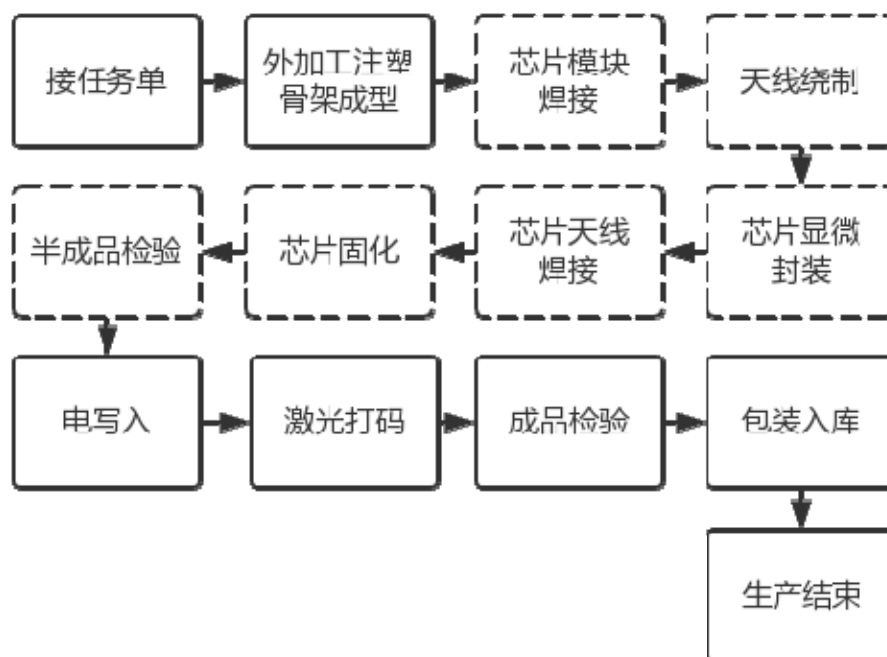 接任务单
外加工注塑
骨架成型
芯片模块
焊接
天线绕制
芯片显微
封装
芯片天线
焊接
芯片固化
半成品检验
电写入
激光打码
成品检验
包装入库
生产结束